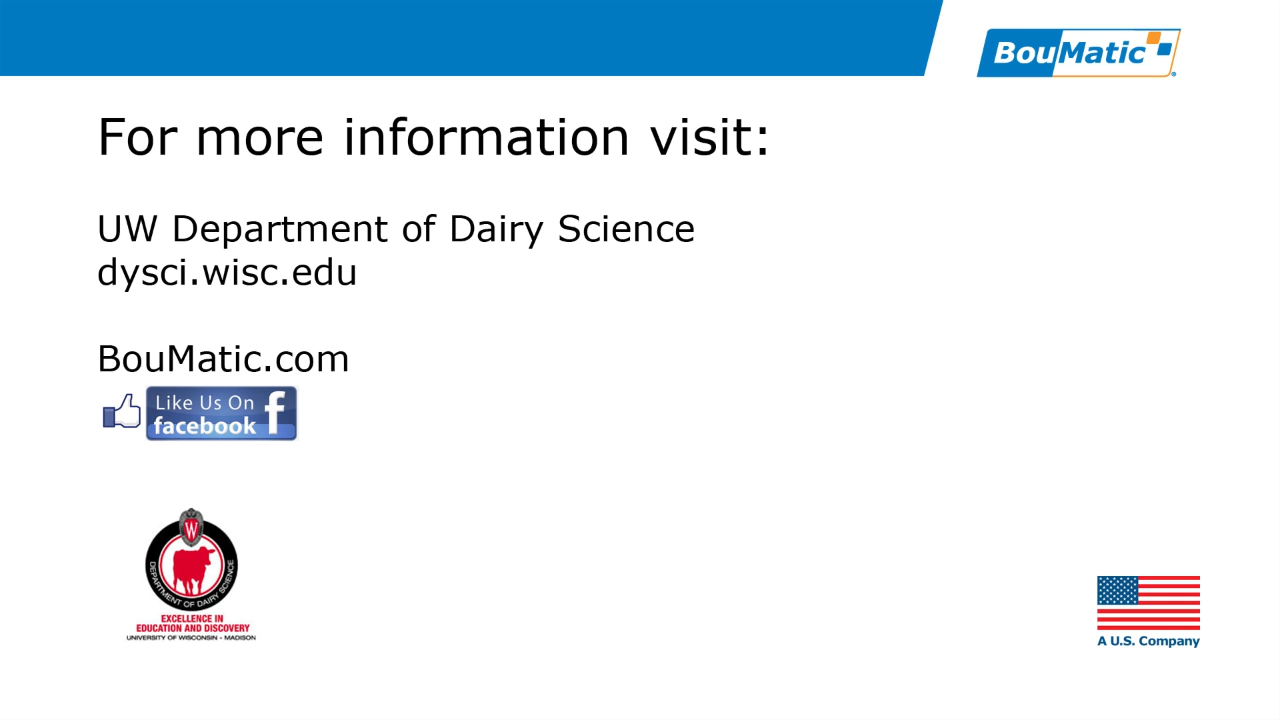 BouMatic
For more information visit:
UW Department of Dairy Science
dysci.wisc.edu
BouMatic.com
Like Us On
facebook
f
W
DEPARTMENT OF DAIRY SCIENCE
EXCELLENCE IN
EDUCATION AND DISCOVERY
UNIVERSITY OF WISCONSIN - MADISON
A U.S. Company